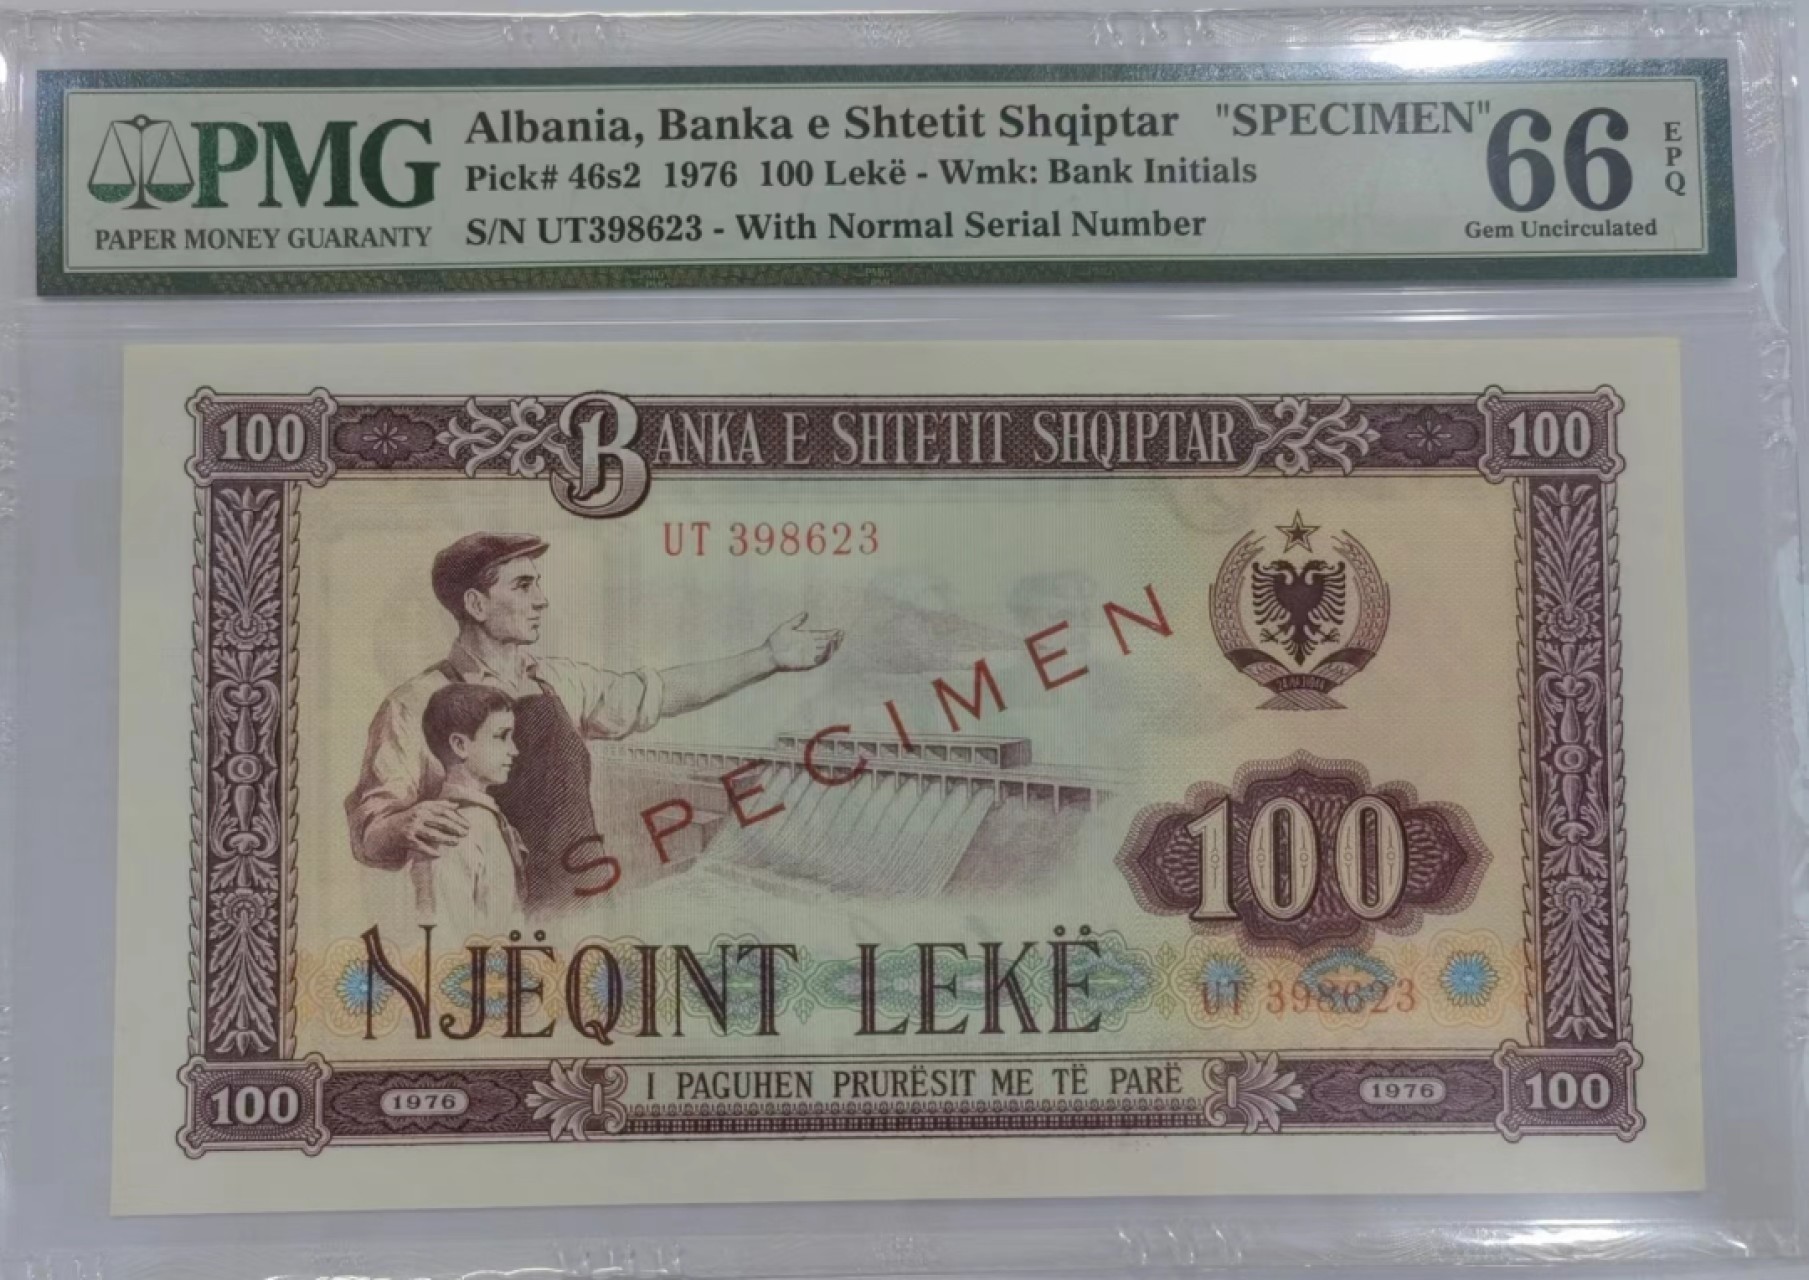 PMG
PAPER MONEY GUARANTY
Albania, Banka e Shtetit Shqiptar "SPECIMEN"
Pick# 46s2 1976 100 Lekë - Wmk: Bank Initials
S/N UT398623 - With Normal Serial Number
66
EPQ
Gem Uncirculated
PMG PMG
100 BANKA E SHTETIT SHQIPTAR 100
UT 398623
SPECIMEN
100
NJËQINT LEKË
UT 398623
I PAGUHEN PRURËSIT ME TË PARË
100 1976 1976 100